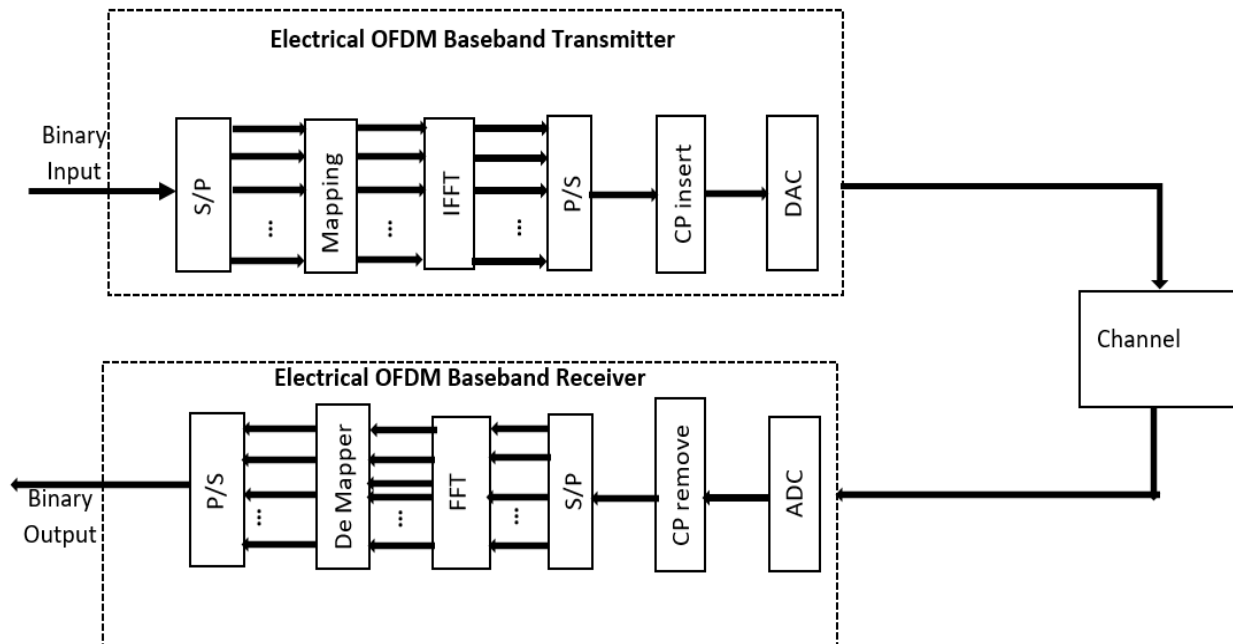 Electrical OFDM Baseband Transmitter
Binary
Input
S/P
...
Mapping
...
IFFT
...
P/S
CP insert
DAC
Channel
Electrical OFDM Baseband Receiver
Binary
Output
P/S
...
De Mapper
...
FFT
...
S/P
CP remove
ADC